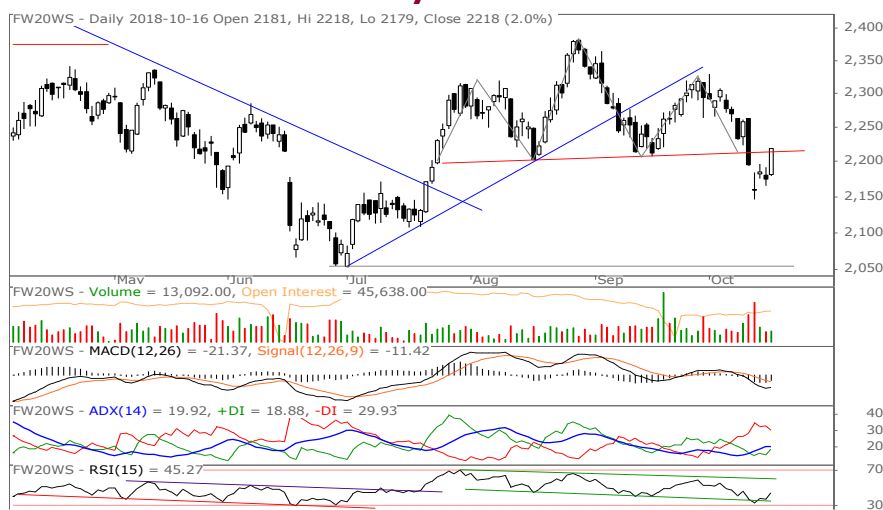 FW20WS - Daily 2018-10-16 Open 2181, Hi 2218, Lo 2179, Close 2218 (2.0%)
2,400
2,350
2,300
2,250
2,200
2,150
2,100
2,050
May Jun Jul Aug Sep Oct
FW20WS - Volume = 13,092.00, Open Interest = 45,638.00
FW20WS - MACD(12,26) = -21.37, Signal(12,26,9) = -11.42
FW20WS - ADX(14) = 19.92, +DI = 18.88, -DI = 29.93
40
30
20
FW20WS - RSI(15) = 45.27
70
30